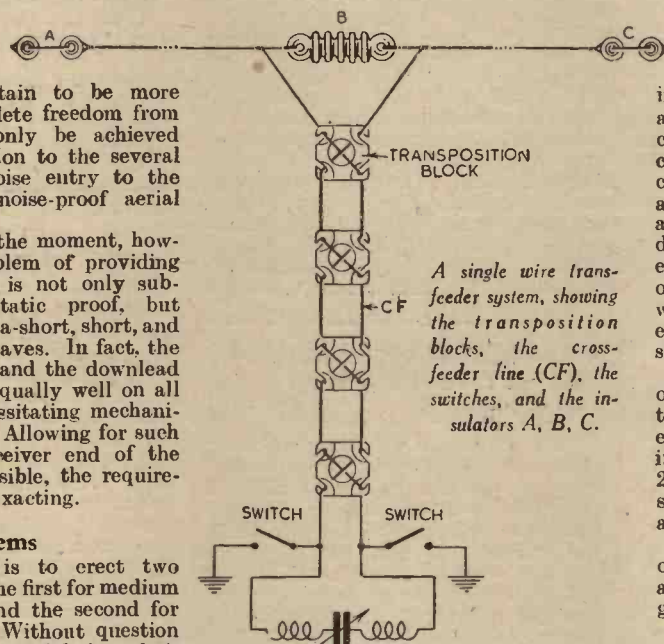 A
B
C
tain to be more
lete freedom from
only be achieved
ion to the several
oise entry to the
noise-proof aerial
the moment, how-
blem of providing
is not only sub-
tatic proof, but
a-short, short, and
aves. In fact, the
and the downlead
qually well on all
ssitating mechani-
Allowing for such
eiver end of the
sible, the require-
xacting.
ems
is to erect two
he first for medium
nd the second for
Without question
TRANSPOSITION
BLOCK
CF
SWITCH
SWITCH
A single wire trans-
feeder system, showing
the transposition
blocks, the cross-
feeder line (CF), the
switches, and the in-
sulators A, B, C.